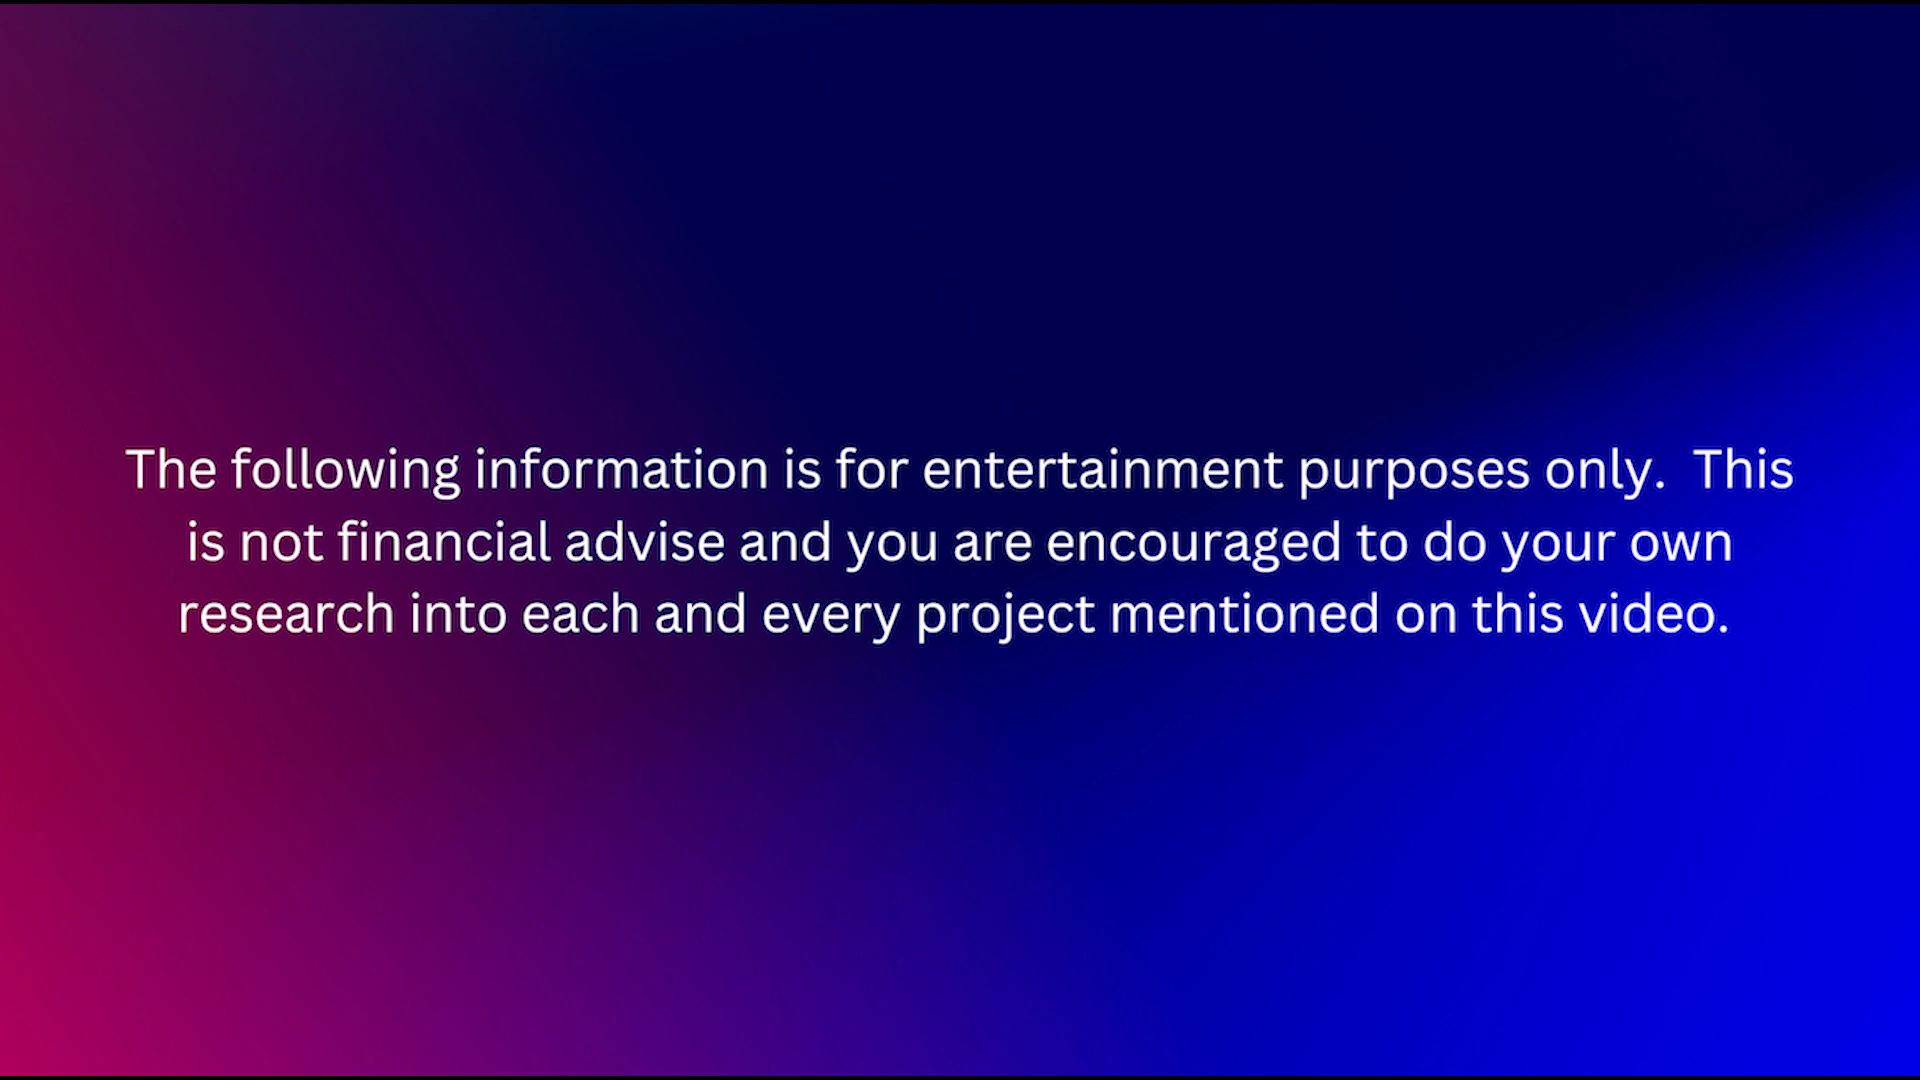 The following information is for entertainment purposes only.  This
is not financial advise and you are encouraged to do your own
research into each and every project mentioned on this video.